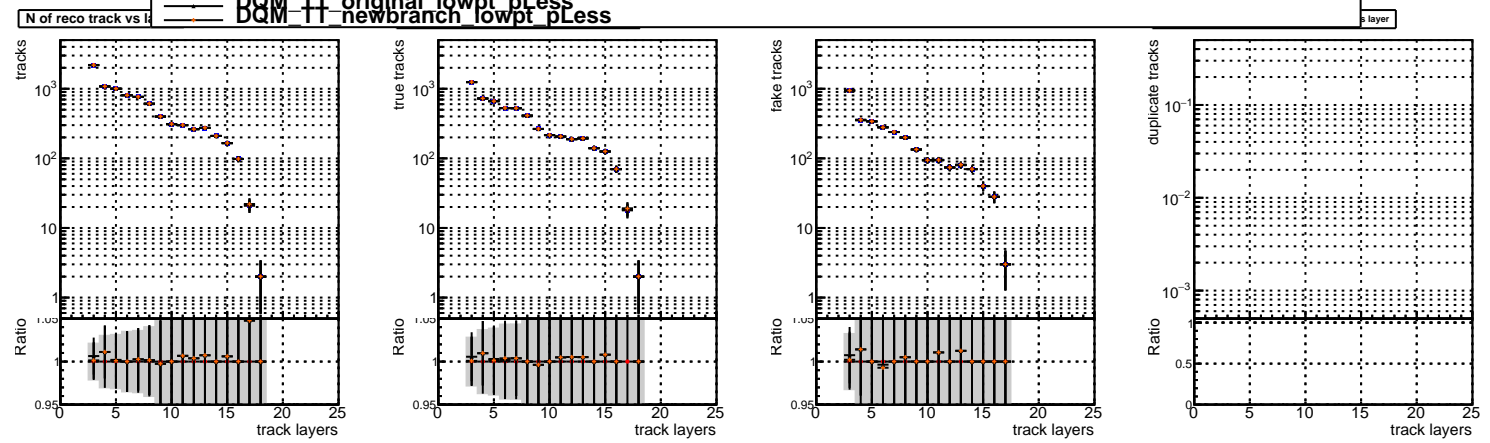 DQM_TT_original_lowpt_pLess
DQM_TT_newbranch_lowpt_pLess
N of reco track vs la
s layer
tracks
10³
10²
10
1
Ratio
1.05
1
0.95
0 5 10 15 20 25
track layers
true tracks
10³
10²
10
1
Ratio
1.05
1
0.95
0 5 10 15 20 25
track layers
fake tracks
10³
10²
10
1
Ratio
1.05
1
0.95
0 5 10 15 20 25
track layers
duplicate tracks
10⁻¹
10⁻²
10⁻³
Ratio
1
0.5
0
0 5 10 15 20 25
track layers